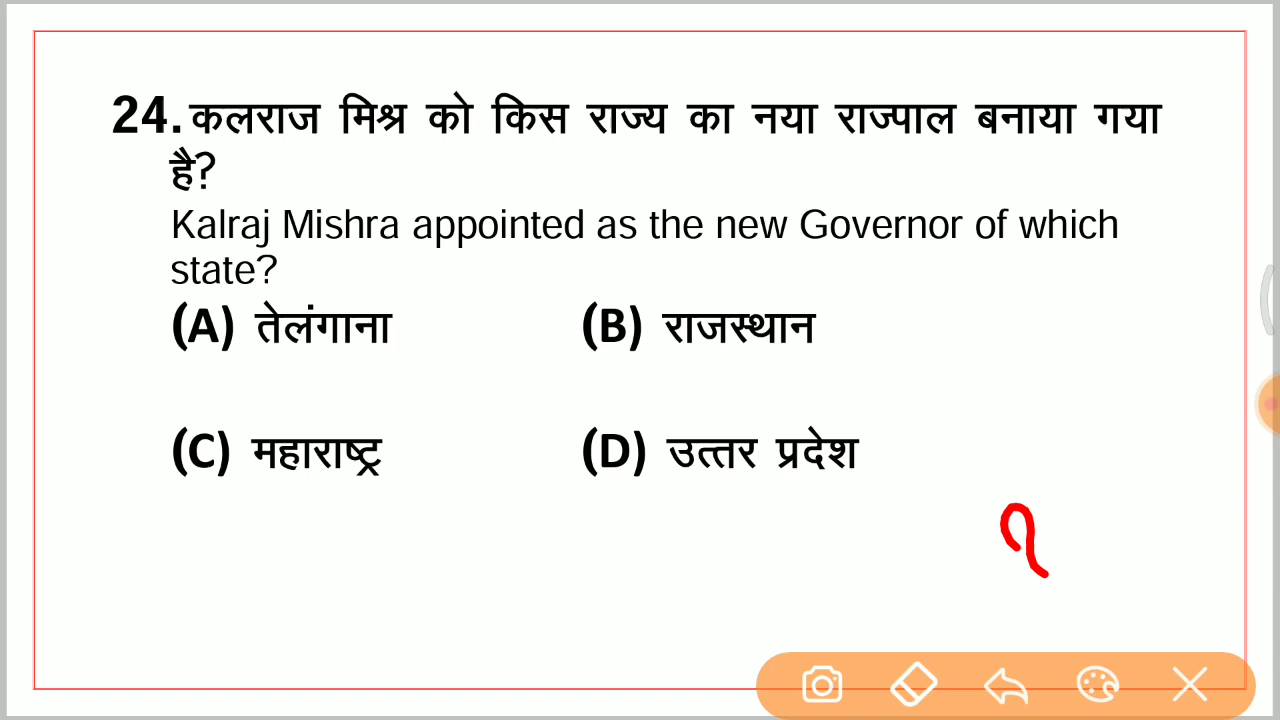 24. कलराज मिश्र को किस राज्य का नया राज्पाल बनाया गया
है?
Kalraj Mishra appointed as the new Governor of which
state?
(A) तेलंगाना (B) राजस्थान
(C) महाराष्ट्र (D) उत्तर प्रदेश
१